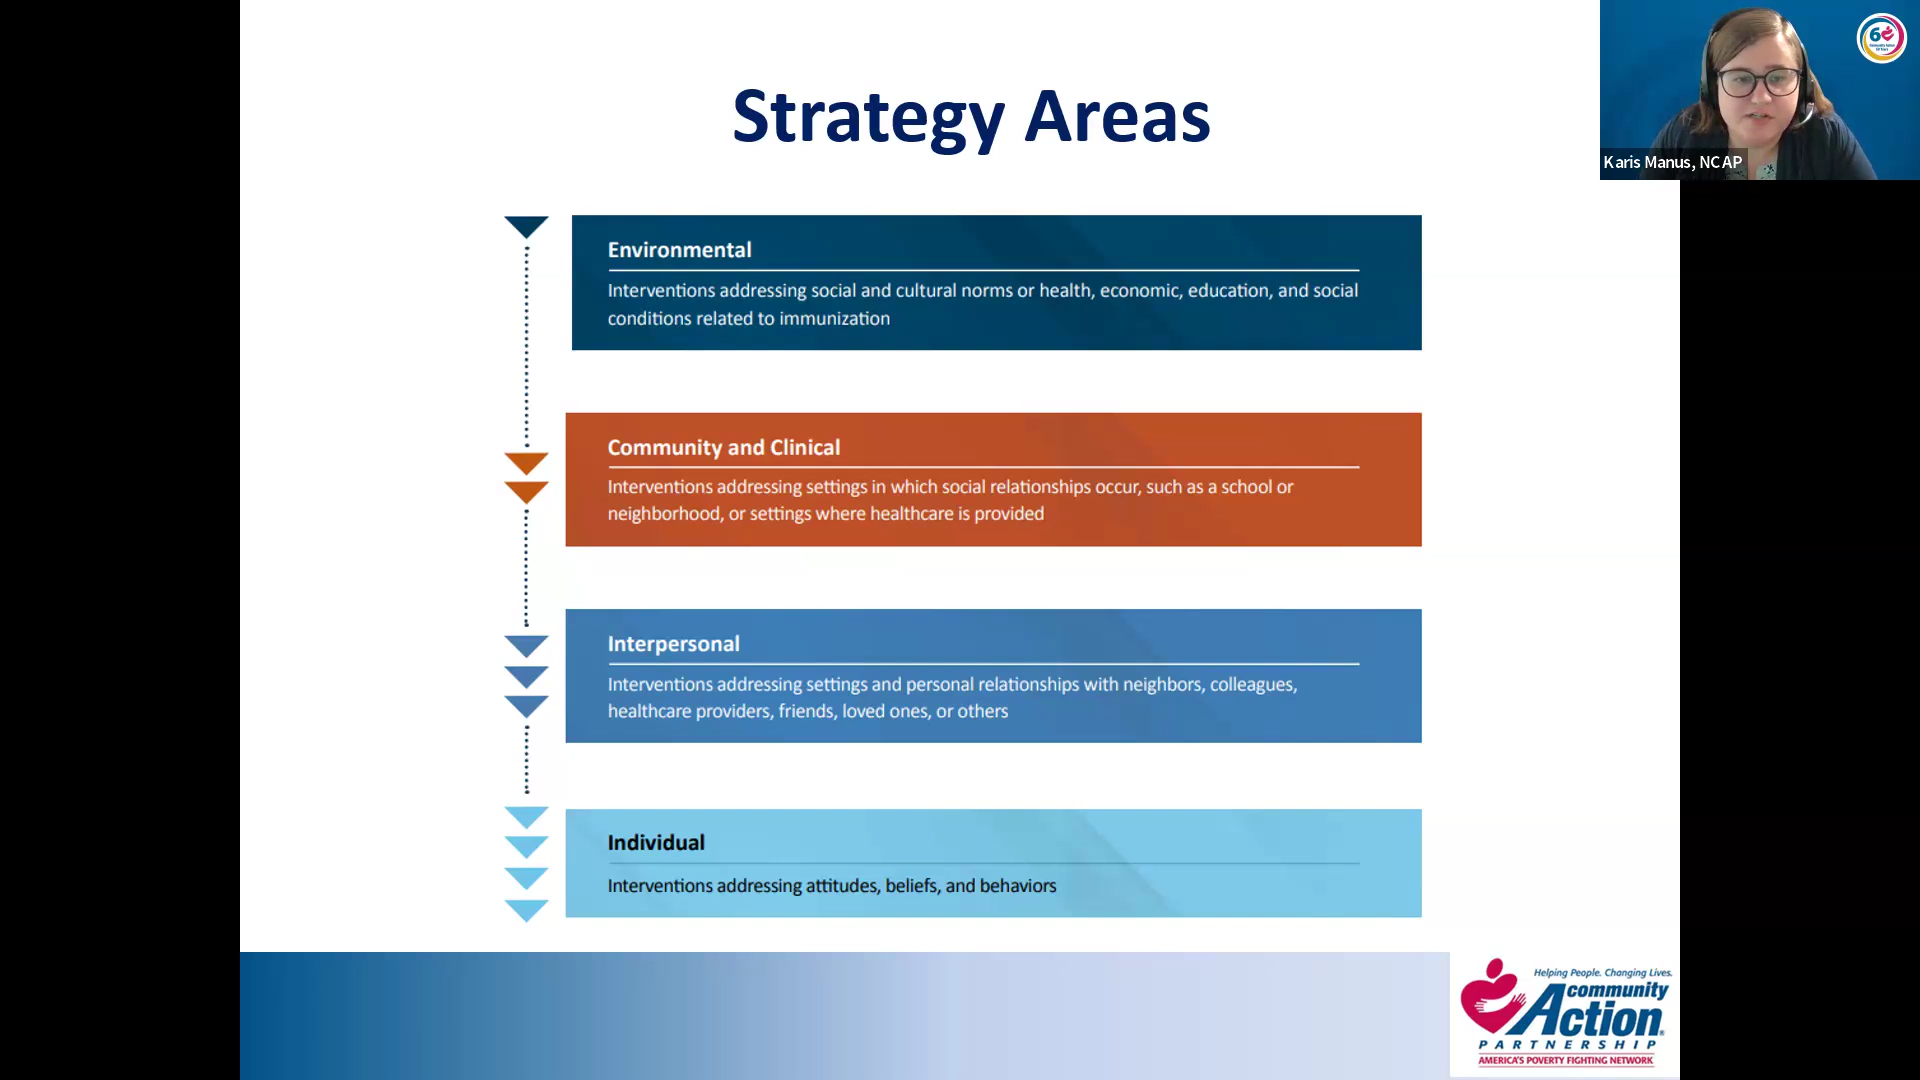 Strategy Areas
Karis Manus, NCAP
Environmental
Interventions addressing social and cultural norms or health, economic, education, and social
conditions related to immunization
Community and Clinical
Interventions addressing settings in which social relationships occur, such as a school or
neighborhood, or settings where healthcare is provided
Interpersonal
Interventions addressing settings and personal relationships with neighbors, colleagues,
healthcare providers, friends, loved ones, or others
Individual
Interventions addressing attitudes, beliefs, and behaviors
Helping People. Changing Lives.
community
Action
PARTNERSHIP
AMERICA'S POVERTY FIGHTING NETWORK